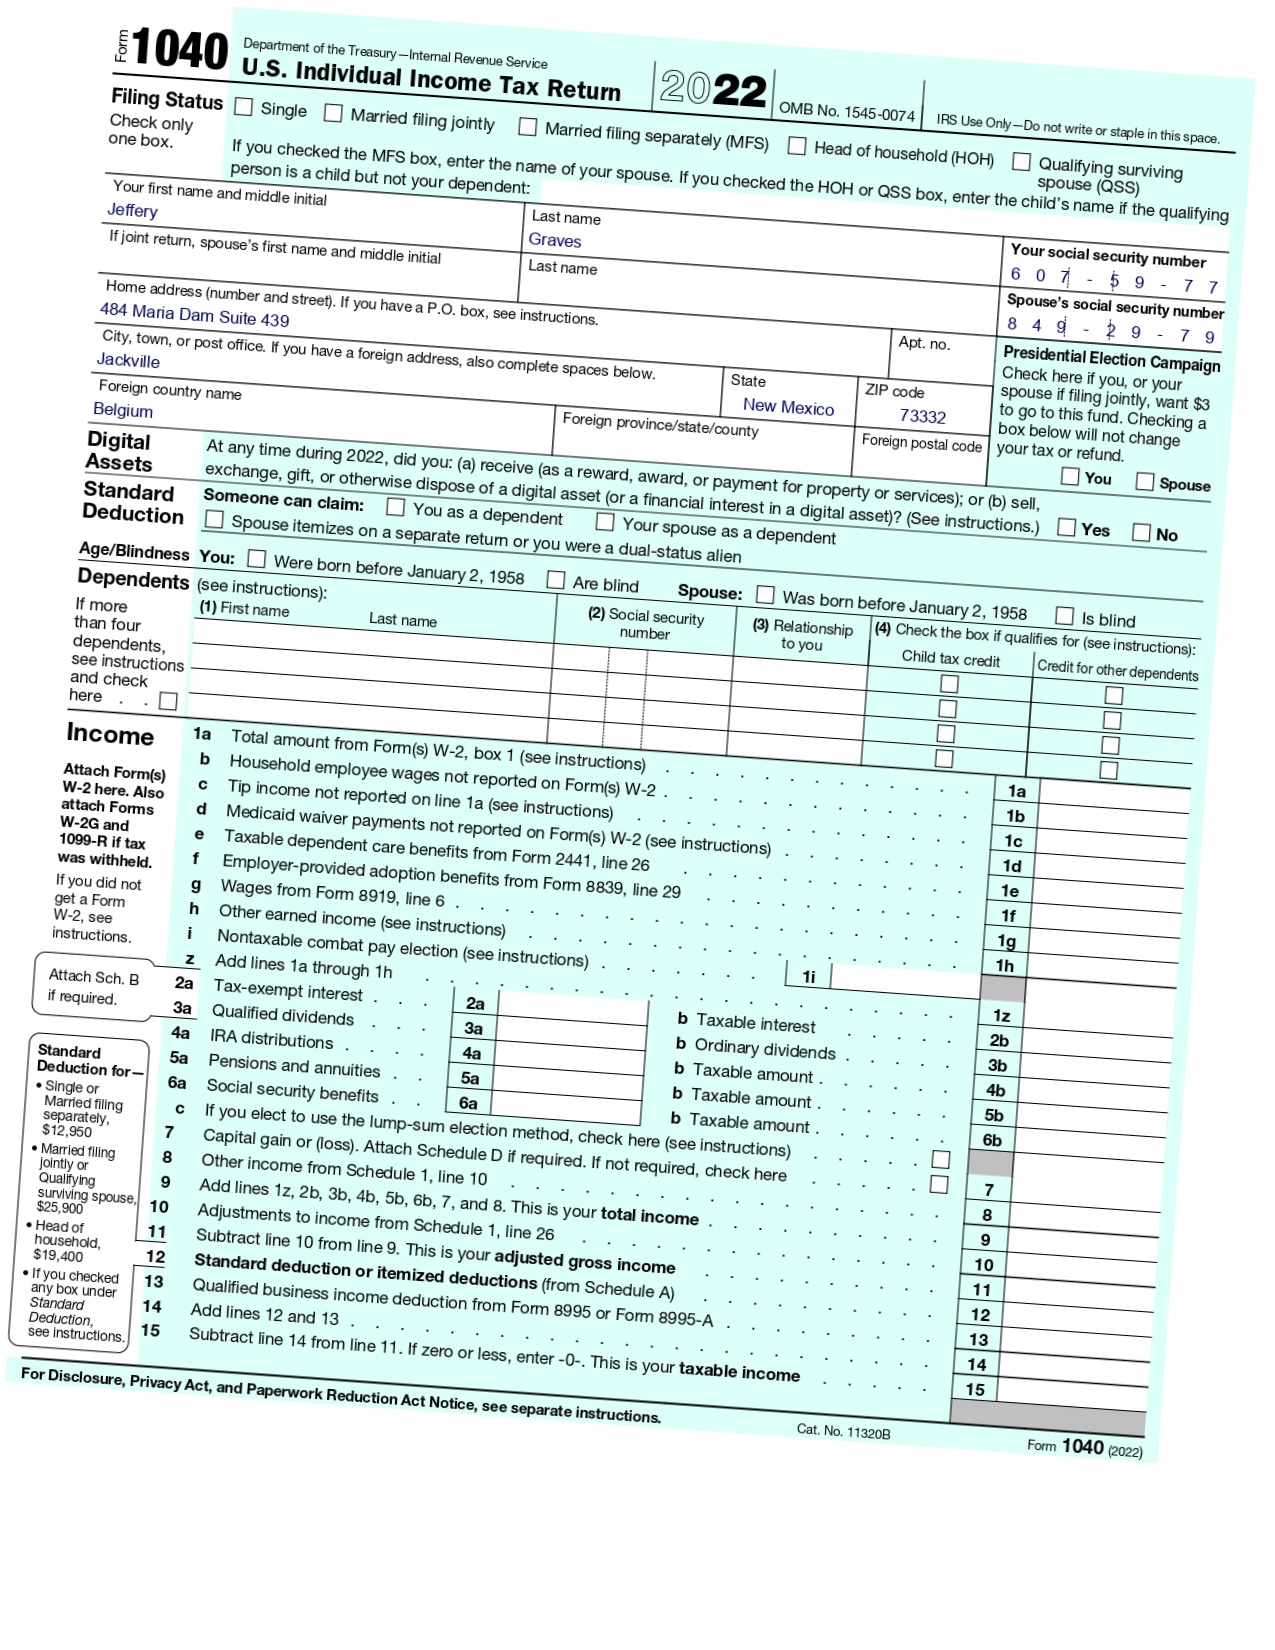 Form 1040 Department of the Treasury—Internal Revenue Service
U.S. Individual Income Tax Return 2022 OMB No. 1545-0074 IRS Use Only—Do not write or staple in this space.
Filing Status Single Married filing jointly Married filing separately (MFS) Head of household (HOH) Qualifying surviving spouse (QSS)
Check only one box.
If you checked the MFS box, enter the name of your spouse. If you checked the HOH or QSS box, enter the child's name if the qualifying
person is a child but not your dependent:
Your first name and middle initial Last name Your social security number
Jeffery Graves 607-59-77
If joint return, spouse's first name and middle initial Last name Spouse's social security number
849-29-79
Home address (number and street). If you have a P.O. box, see instructions. Apt. no.
484 Maria Dam Suite 439
City, town, or post office. If you have a foreign address, also complete spaces below. State ZIP code
Jackville New Mexico 73332
Foreign country name Foreign province/state/county Foreign postal code
Belgium
Presidential Election Campaign
Check here if you, or your
spouse if filing jointly, want $3
to go to this fund. Checking a
box below will not change
your tax or refund.
You Spouse
Digital Assets
At any time during 2022, did you: (a) receive (as a reward, award, or payment for property or services); or (b) sell,
exchange, gift, or otherwise dispose of a digital asset (or a financial interest in a digital asset)? (See instructions.) Yes No
Standard Deduction
Someone can claim: You as a dependent Your spouse as a dependent
Spouse itemizes on a separate return or you were a dual-status alien
Age/Blindness You: Were born before January 2, 1958 Are blind Spouse: Was born before January 2, 1958 Is blind
Dependents (see instructions):
(1) First name Last name (2) Social security number (3) Relationship to you (4) Check the box if qualifies for (see instructions):
Child tax credit Credit for other dependents
If more
than four
dependents,
see instructions
and check
here . .
Income
1a Total amount from Form(s) W-2, box 1 (see instructions) 1a
b Household employee wages not reported on Form(s) W-2 1b
c Tip income not reported on line 1a (see instructions) 1c
d Medicaid waiver payments not reported on Form(s) W-2 (see instructions) 1d
e Taxable dependent care benefits from Form 2441, line 26 1e
f Employer-provided adoption benefits from Form 8839, line 29 1f
g Wages from Form 8919, line 6 1g
h Other earned income (see instructions) 1h
i Nontaxable combat pay election (see instructions) 1i
z Add lines 1a through 1h 1z
Attach Form(s)
W-2 here. Also
attach Forms
W-2G and
1099-R if tax
was withheld.
If you did not
get a Form
W-2, see
instructions.
Attach Sch. B
if required.
2a Tax-exempt interest 2a b Taxable interest 2b
3a Qualified dividends 3a b Ordinary dividends 3b
4a IRA distributions 4a b Taxable amount 4b
5a Pensions and annuities 5a b Taxable amount 5b
6a Social security benefits 6a b Taxable amount 6b
c If you elect to use the lump-sum election method, check here (see instructions)
7 Capital gain or (loss). Attach Schedule D if required. If not required, check here 7
8 Other income from Schedule 1, line 10 8
9 Add lines 1z, 2b, 3b, 4b, 5b, 6b, 7, and 8. This is your total income 9
10 Adjustments to income from Schedule 1, line 26 10
11 Subtract line 10 from line 9. This is your adjusted gross income 11
12 Standard deduction or itemized deductions (from Schedule A) 12
13 Qualified business income deduction from Form 8995 or Form 8995-A 13
14 Add lines 12 and 13 14
15 Subtract line 14 from line 11. If zero or less, enter -0-. This is your taxable income 15
Standard
Deduction for—
• Single or
Married filing
separately,
$12,950
• Married filing
jointly or
Qualifying
surviving spouse,
$25,900
• Head of
household,
$19,400
• If you checked
any box under
Standard
Deduction,
see instructions.
For Disclosure, Privacy Act, and Paperwork Reduction Act Notice, see separate instructions. Cat. No. 11320B Form 1040 (2022)